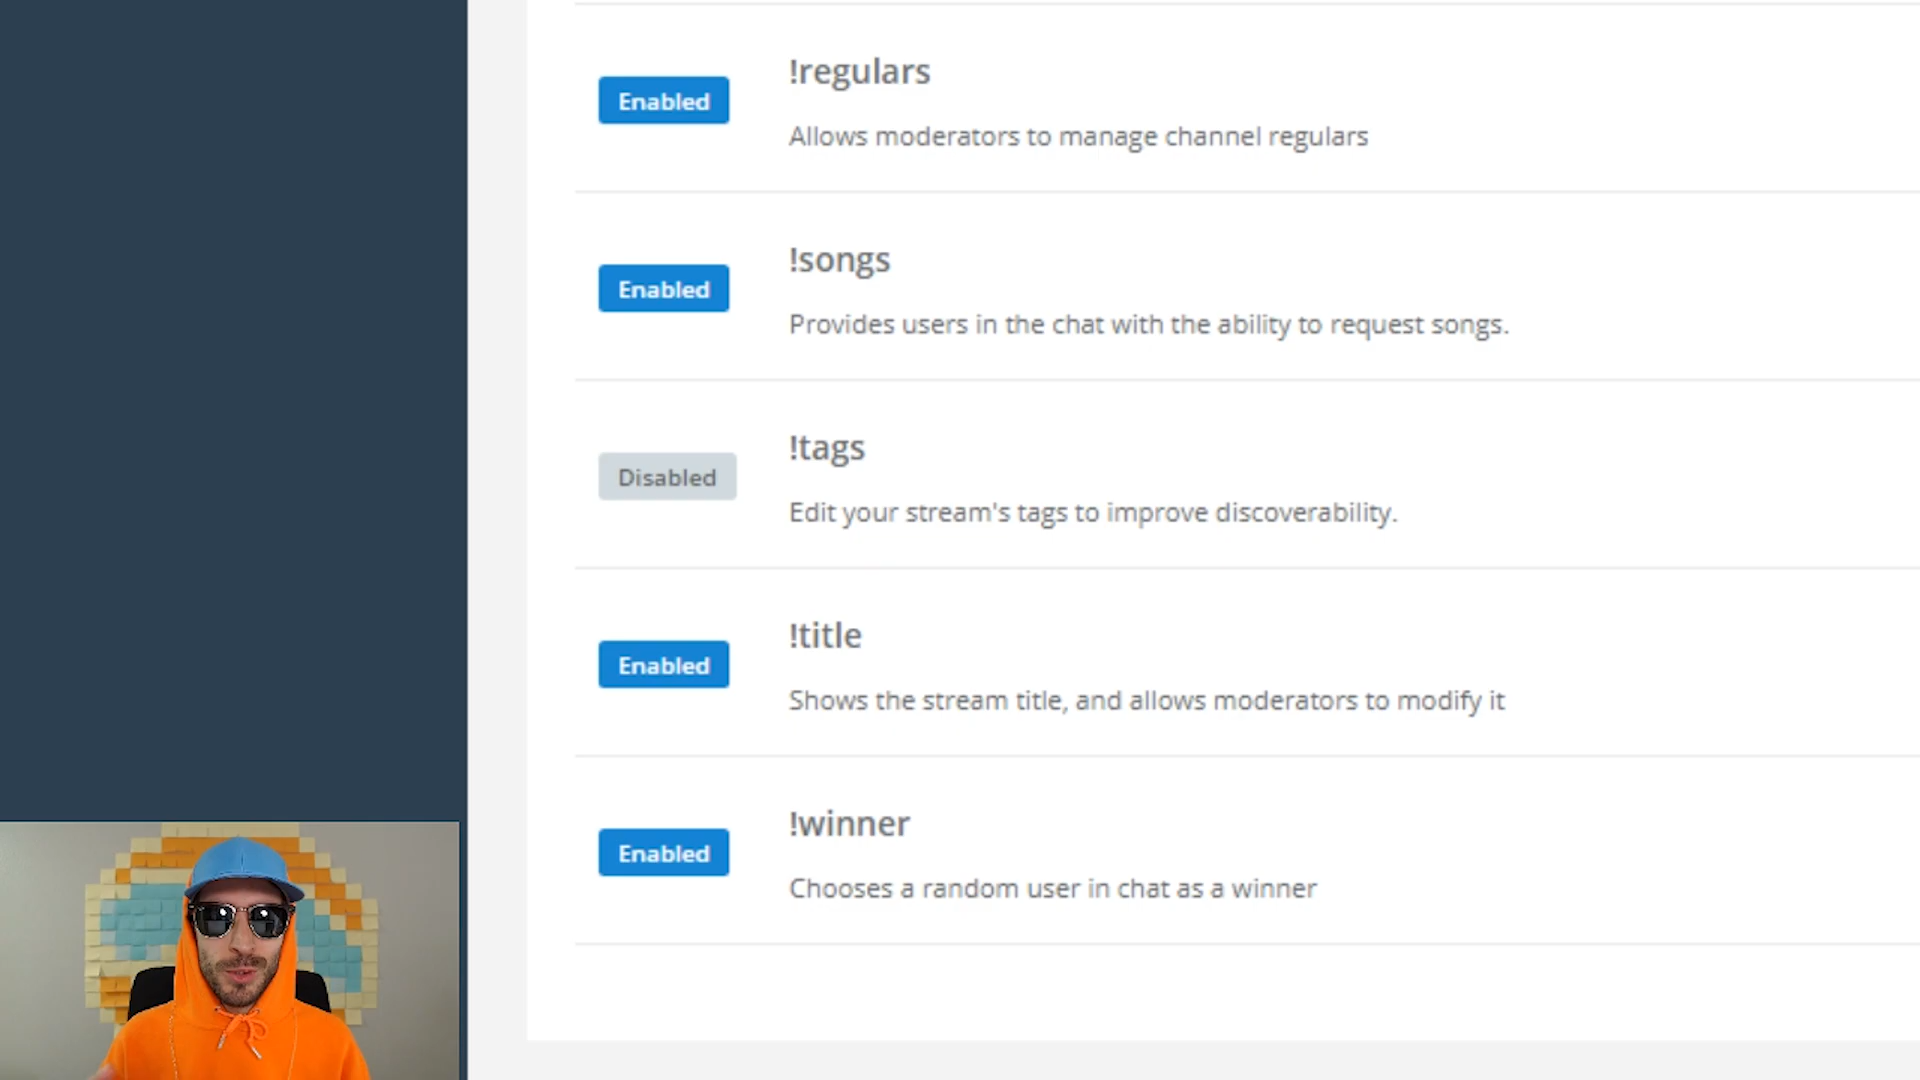 !regulars
Enabled
Allows moderators to manage channel regulars
!songs
Enabled
Provides users in the chat with the ability to request songs.
!tags
Disabled
Edit your stream's tags to improve discoverability.
!title
Enabled
Shows the stream title, and allows moderators to modify it
!winner
Enabled
Chooses a random user in chat as a winner